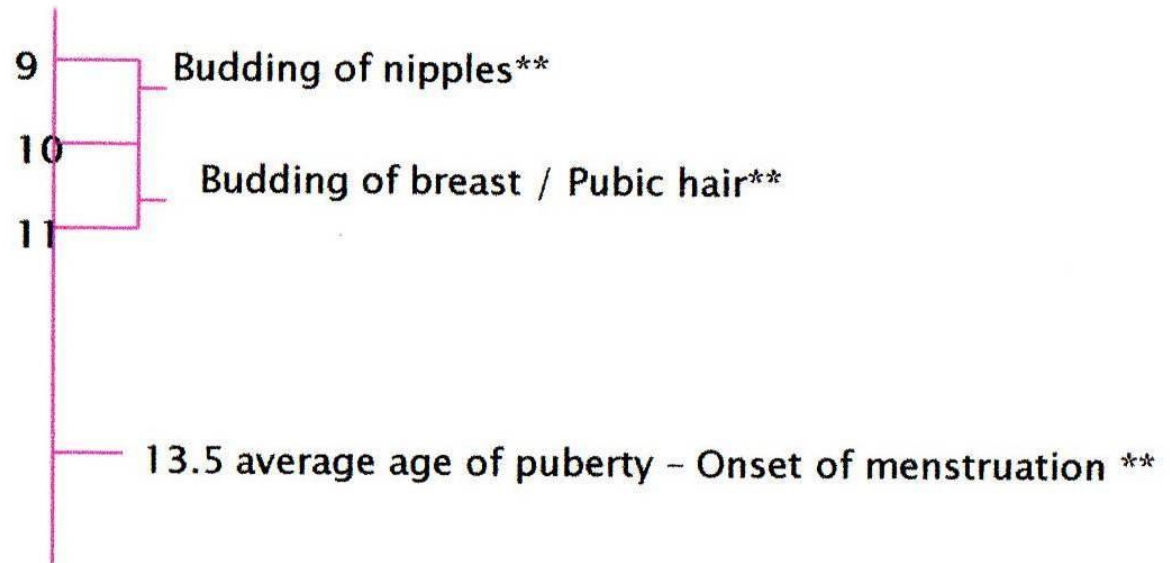 9
Budding of nipples**
10
Budding of breast / Pubic hair**
11
13.5 average age of puberty – Onset of menstruation **